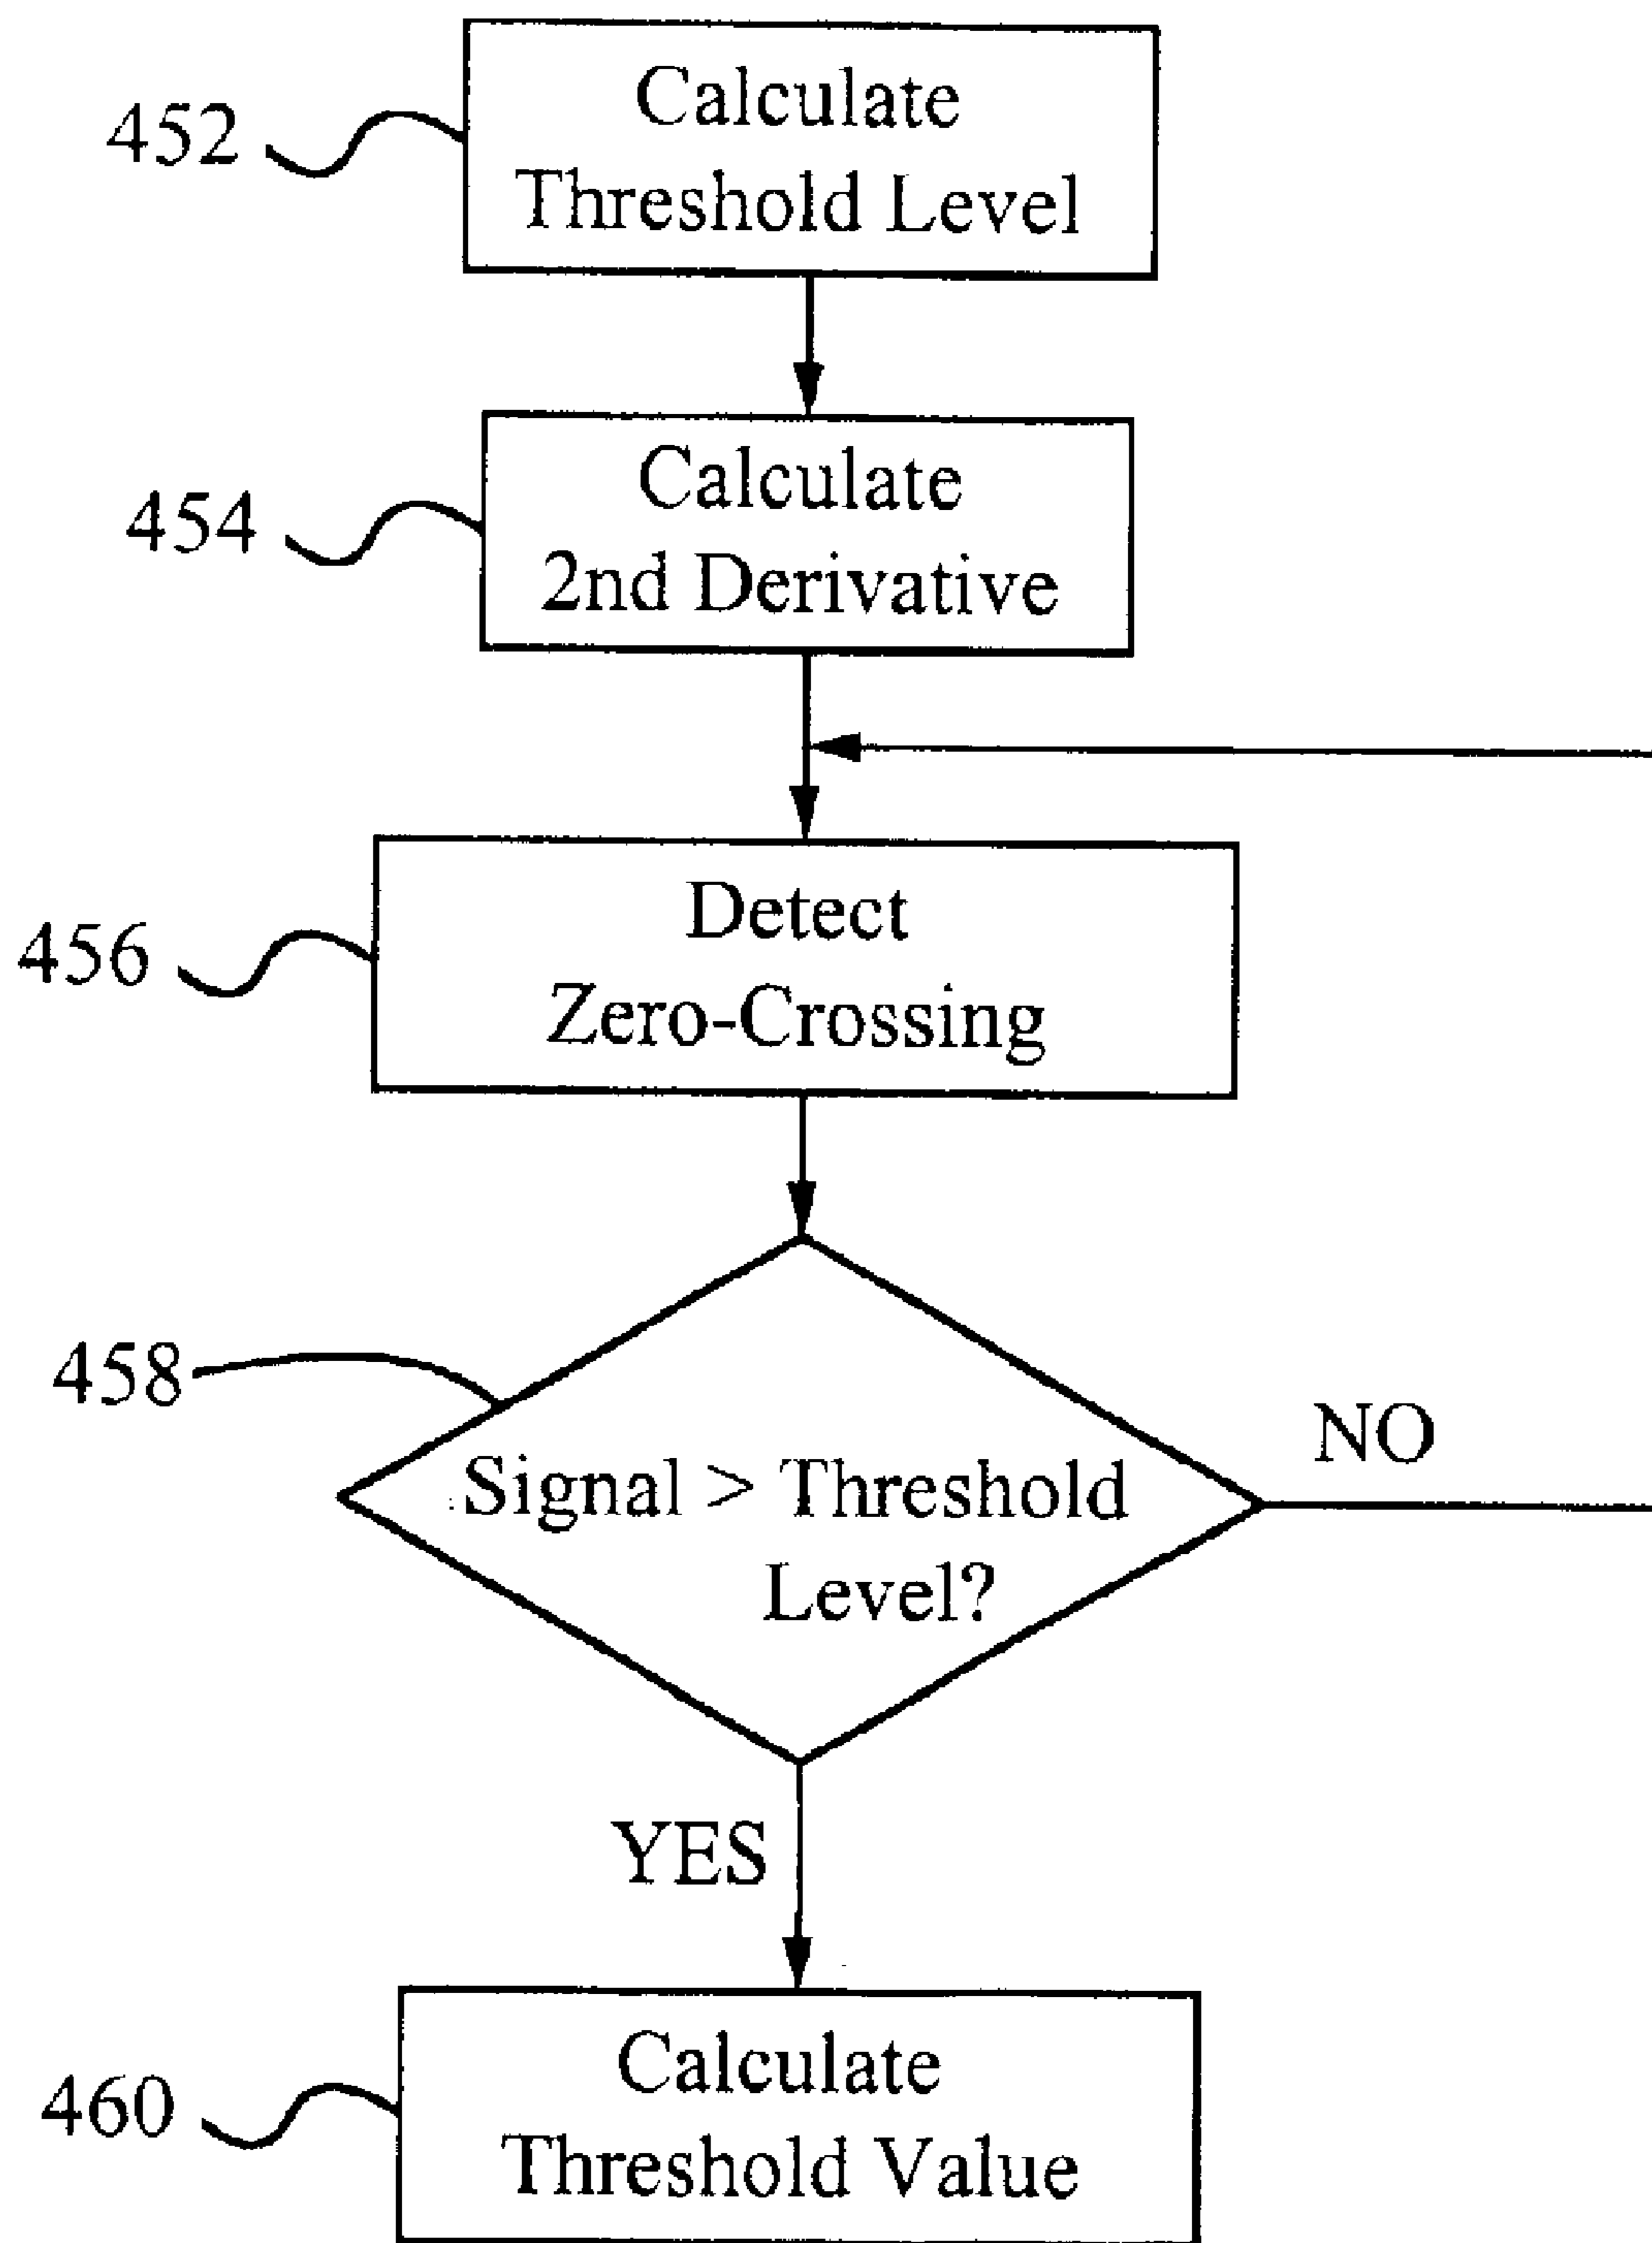 452
Calculate
Threshold Level
454
Calculate
2nd Derivative
456
Detect
Zero-Crossing
458
Signal > Threshold
Level?
NO
YES
460
Calculate
Threshold Value